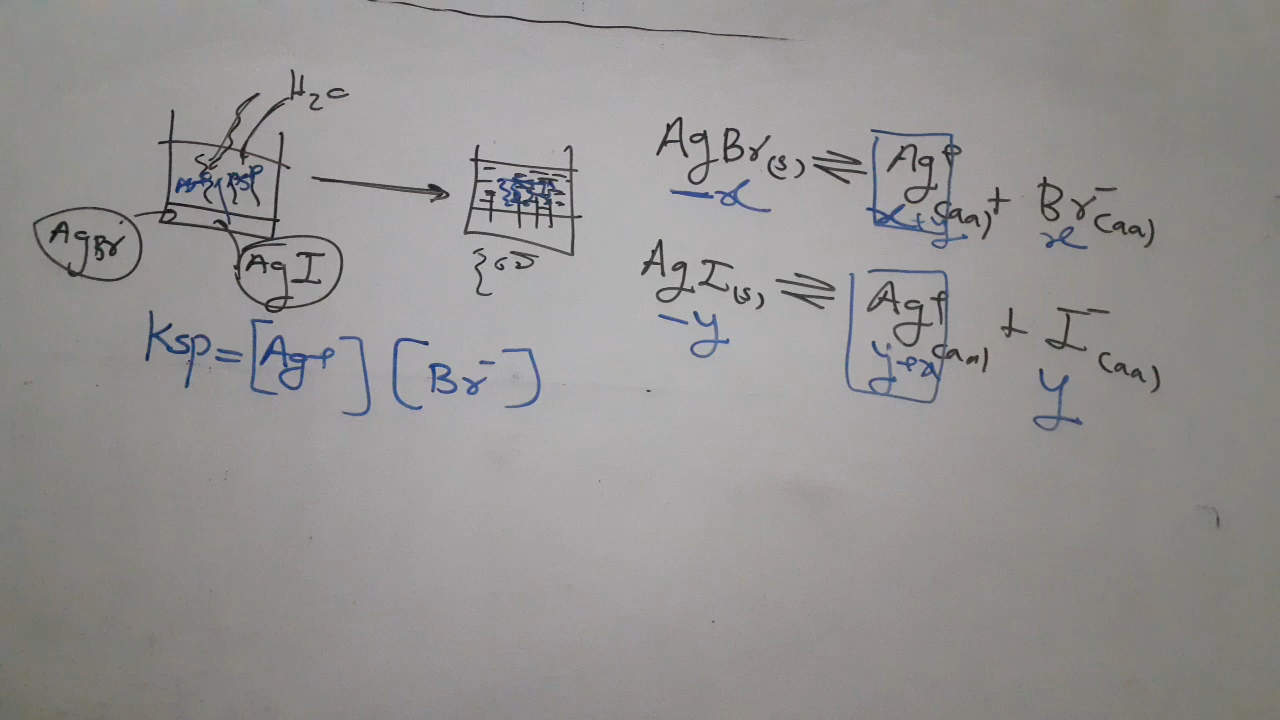 H2O
AgBr
AgI
Ksp = [Ag+] [Br-]
AgBr(s) ⇌ Ag+(aq) + Br-(aq)
-x x+y x
AgI(s) ⇌ Ag+(aq) + I-(aq)
-y y+x y